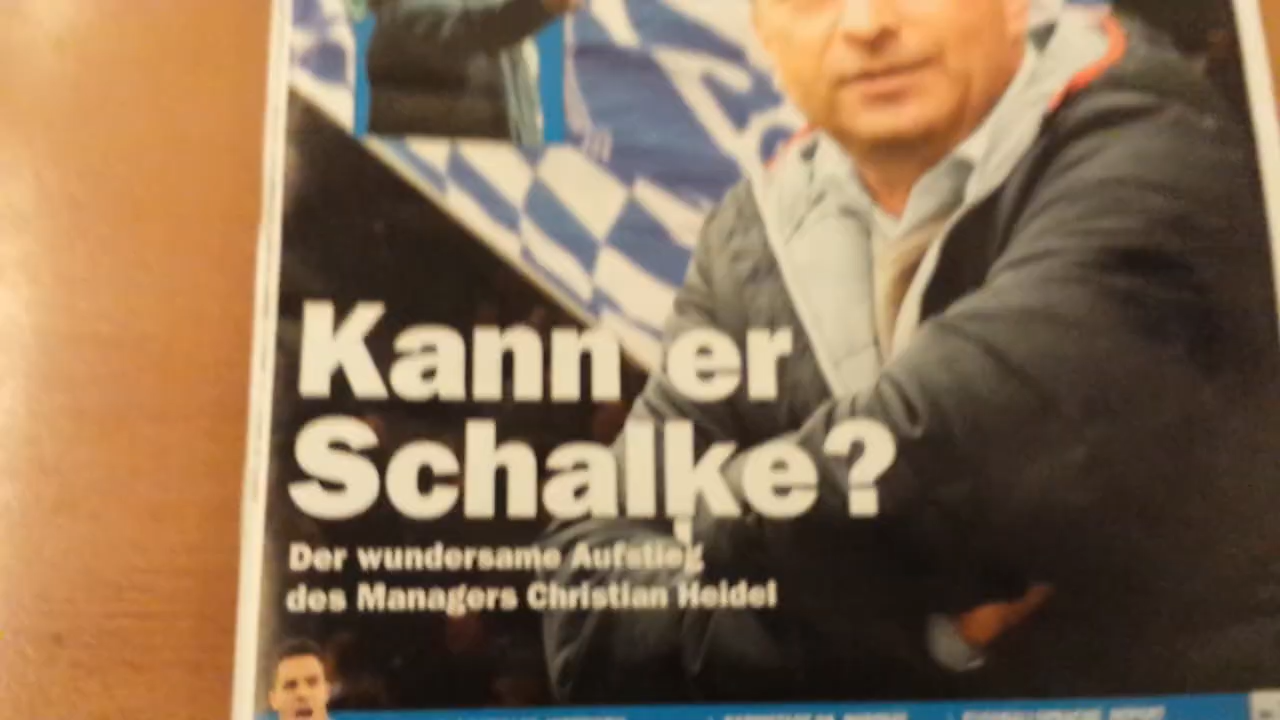 Kann er
Schalke?
Der wundersame Aufstieg
des Managers Christian Heidel